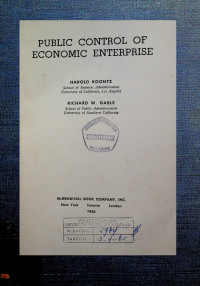 PUBLIC CONTROL OF
ECONOMIC ENTERPRISE
HAROLD KOONTZ
School of Business Administration
University of California, Los Angeles
RICHARD W. GABLE
School of Public Administration
University of Southern California
McGRAW-HILL BOOK COMPANY, INC.
New York Toronto London
1956